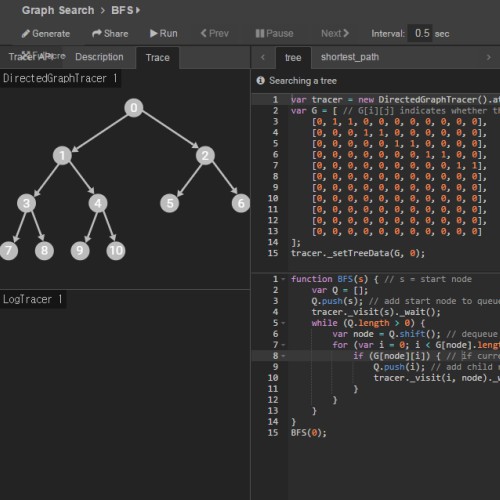 Graph Search > BFS
Generate
Share
Run
Prev
Pause
Next
Interval: 0.5 sec
Tracer API
Description
Trace
tree
shortest_path
DirectedGraphTracer 1
0
1
2
3
4
5
6
7
8
9
10
LogTracer 1
Searching a tree
1 var tracer = new DirectedGraphTracer().at
2 var G = [ // G[i][j] indicates whether th
3 [0, 1, 1, 0, 0, 0, 0, 0, 0, 0, 0],
4 [0, 0, 0, 1, 1, 0, 0, 0, 0, 0, 0],
5 [0, 0, 0, 0, 0, 1, 1, 0, 0, 0, 0],
6 [0, 0, 0, 0, 0, 0, 0, 1, 1, 0, 0],
7 [0, 0, 0, 0, 0, 0, 0, 0, 0, 1, 1],
8 [0, 0, 0, 0, 0, 0, 0, 0, 0, 0, 0],
9 [0, 0, 0, 0, 0, 0, 0, 0, 0, 0, 0],
10 [0, 0, 0, 0, 0, 0, 0, 0, 0, 0, 0],
11 [0, 0, 0, 0, 0, 0, 0, 0, 0, 0, 0],
12 [0, 0, 0, 0, 0, 0, 0, 0, 0, 0, 0],
13 [0, 0, 0, 0, 0, 0, 0, 0, 0, 0, 0]
14 ];
15 tracer._setTreeData(G, 0);
1 function BFS(s) { // s = start node
2 var Q = [];
3 Q.push(s); // add start node to queue
4 tracer._visit(s)._wait();
5 while (Q.length > 0) {
6 var node = Q.shift(); // dequeue
7 for (var i = 0; i < G[node].lengt
8 if (G[node][i]) { // if curre
9 Q.push(i); // add child n
10 tracer._visit(i, node)._w
11 }
12 }
13 }
14 }
15 BFS(0);